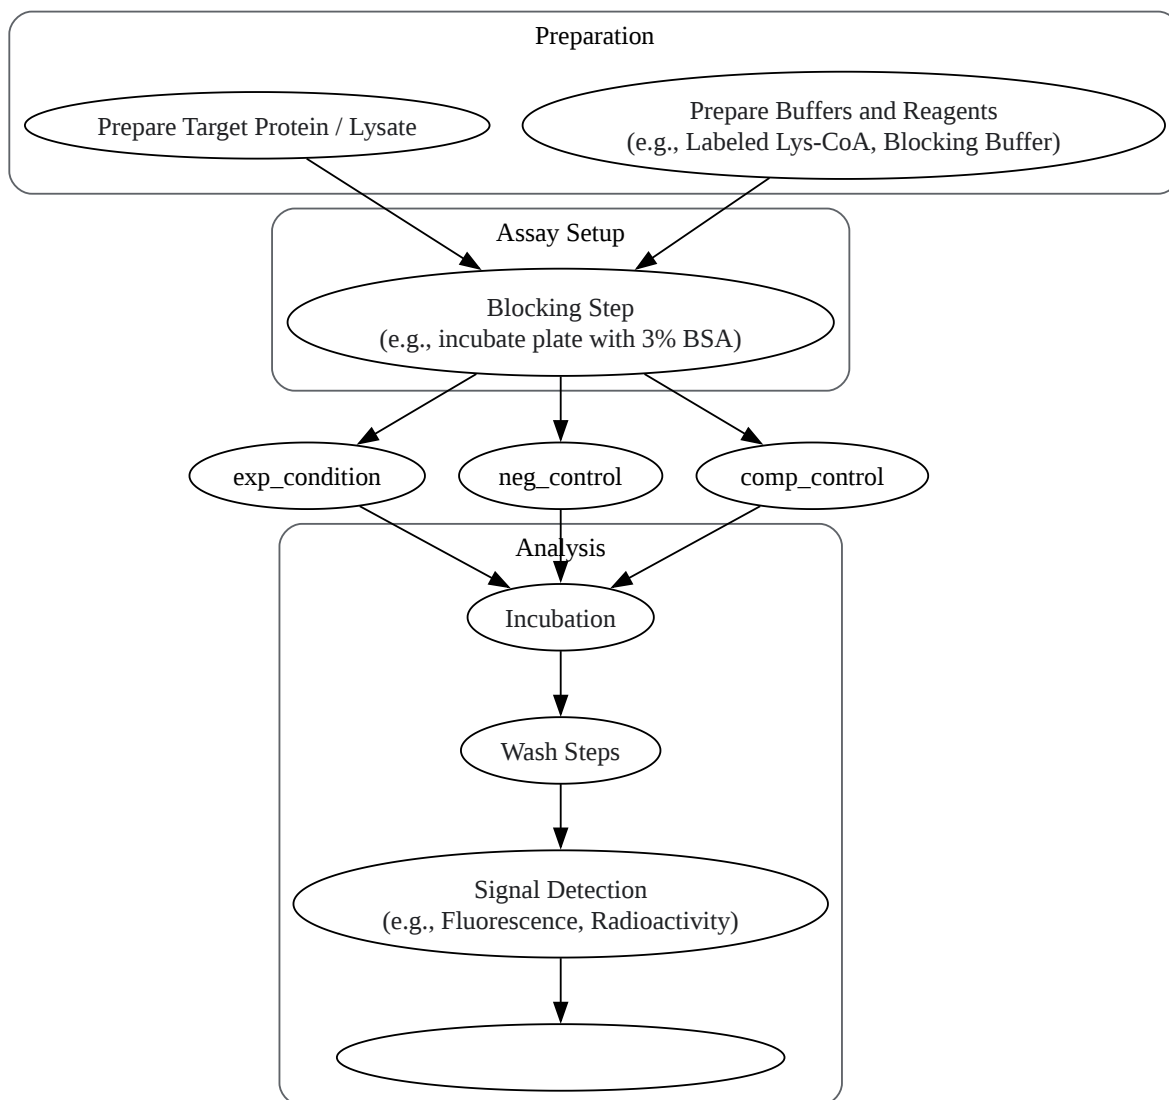 Preparation
Prepare Target Protein / Lysate
Prepare Buffers and Reagents
(e.g., Labeled Lys-CoA, Blocking Buffer)
Assay Setup
Blocking Step
(e.g., incubate plate with 3% BSA)
exp_condition
neg_control
comp_control
Analysis
Incubation
Wash Steps
Signal Detection
(e.g., Fluorescence, Radioactivity)